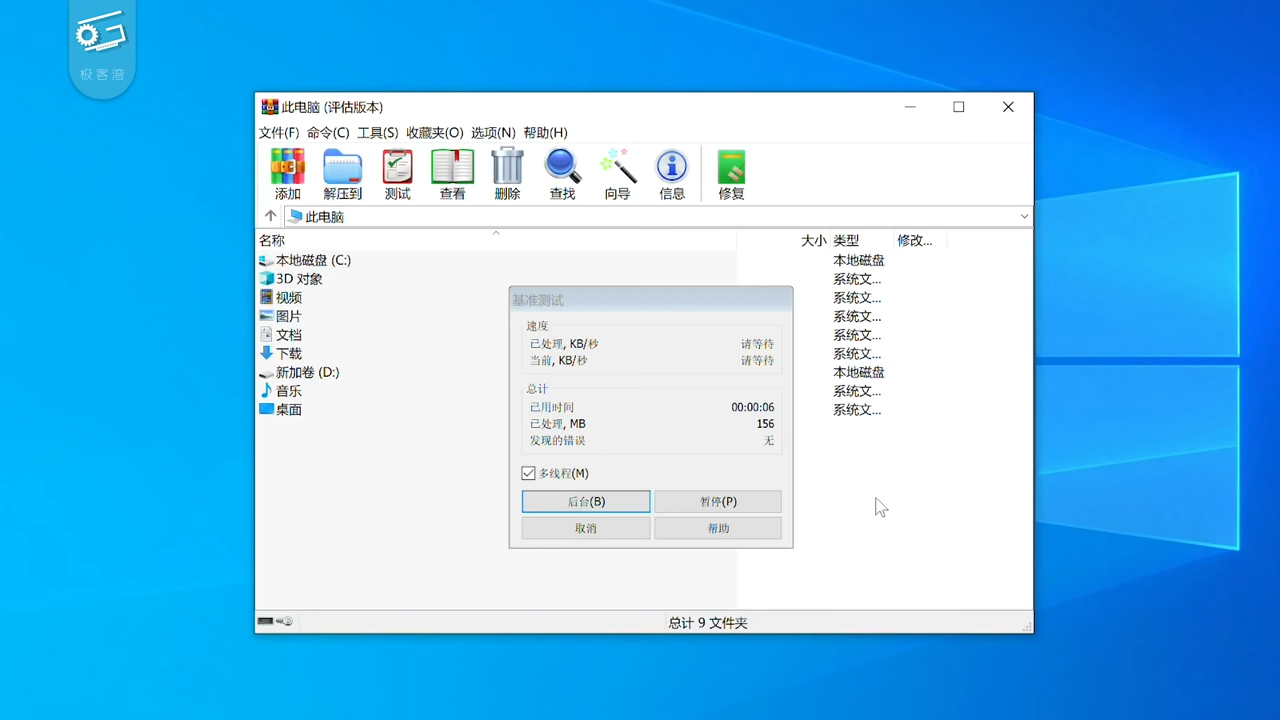 极客湾
此电脑 (评估版本)
文件(F) 命令(C) 工具(S) 收藏夹(O) 选项(N) 帮助(H)
添加 解压到 测试 查看 删除 查找 向导 信息 修复
此电脑
名称 大小 类型 修改...
本地磁盘 (C:) 本地磁盘
3D 对象 系统文...
视频 系统文...
图片 系统文...
文档 系统文...
下载 系统文...
新加卷 (D:) 本地磁盘
音乐 系统文...
桌面 系统文...
基准测试
速度
已处理, KB/秒 请等待
当前, KB/秒 请等待
总计
已用时间 00:00:06
已处理, MB 156
发现的错误 无
多线程(M)
后台(B) 暂停(P)
取消 帮助
总计 9 文件夹